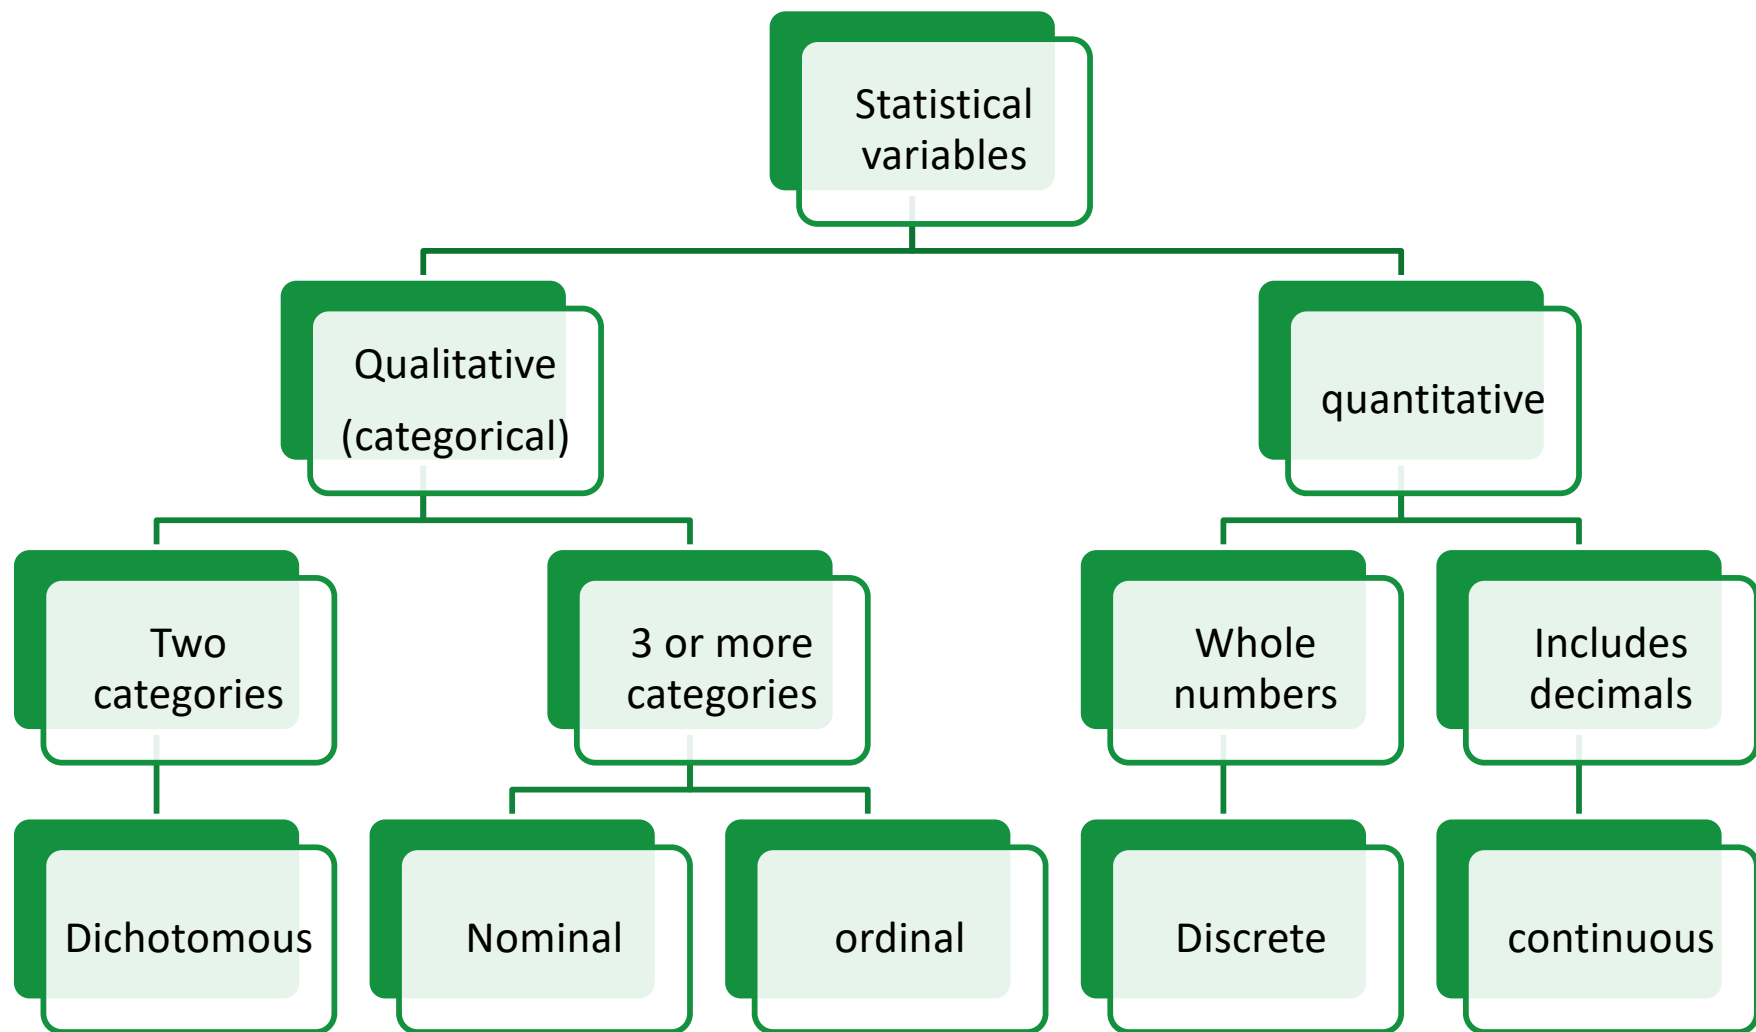 Statistical
variables
Qualitative
(categorical)
quantitative
Two
categories
3 or more
categories
Whole
numbers
Includes
decimals
Dichotomous
Nominal
ordinal
Discrete
continuous